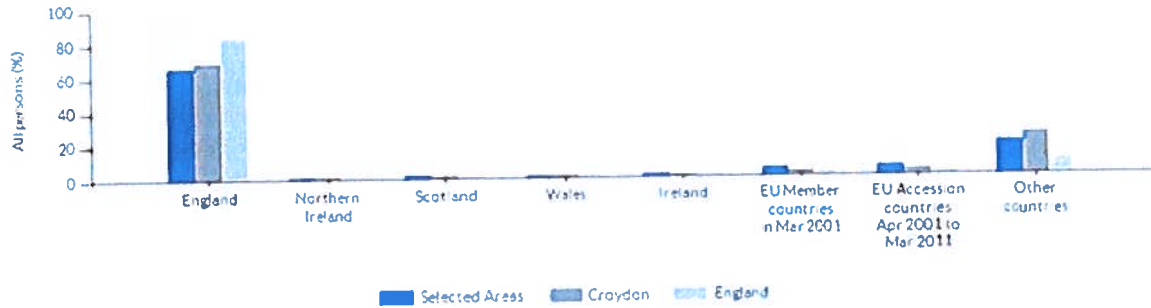 100
80
60
40
20
0
All persons (%)
England
Northern
Ireland
Scotland
Wales
Ireland
EU Member
countries
in Mar 2001
EU Accession
countries
Apr 2001 to
Mar 2011
Other
countries
Selected Areas
Croydon
England